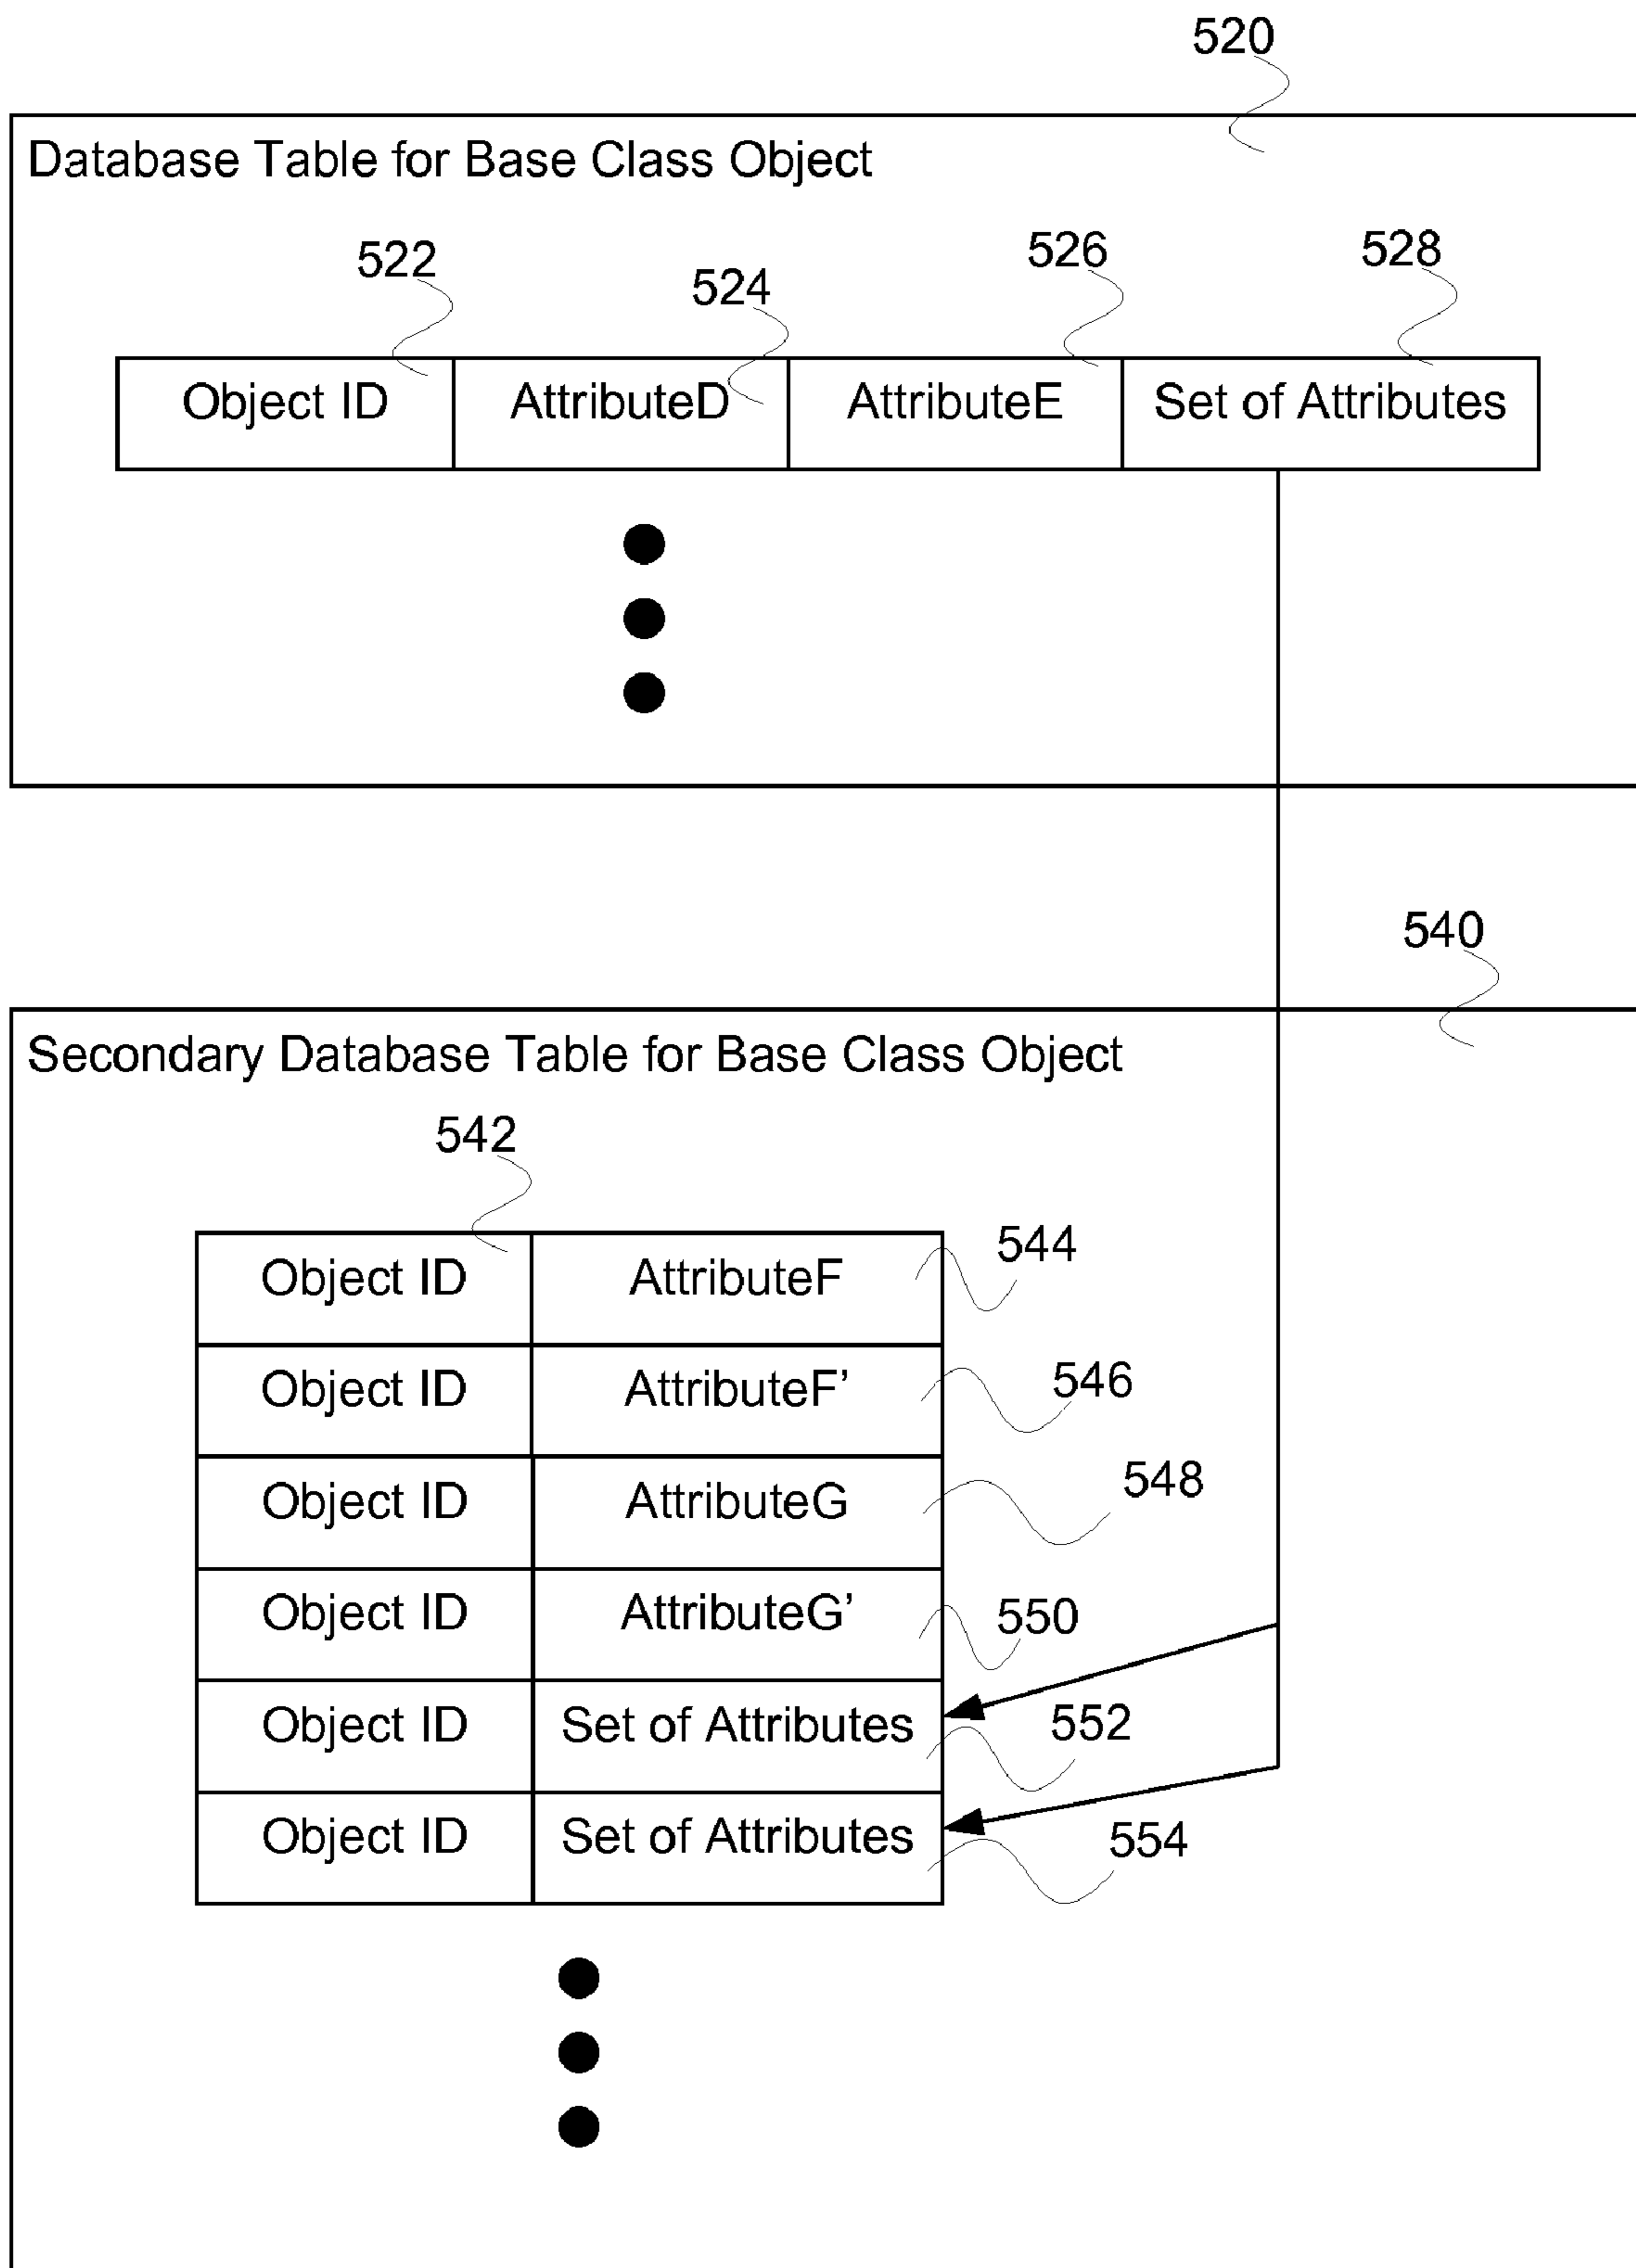 520
Database Table for Base Class Object
522
524
526
528
Object ID AttributeD AttributeE Set of Attributes
540
Secondary Database Table for Base Class Object
542
Object ID AttributeF 544
Object ID AttributeF’ 546
Object ID AttributeG 548
Object ID AttributeG’ 550
Object ID Set of Attributes 552
Object ID Set of Attributes 554